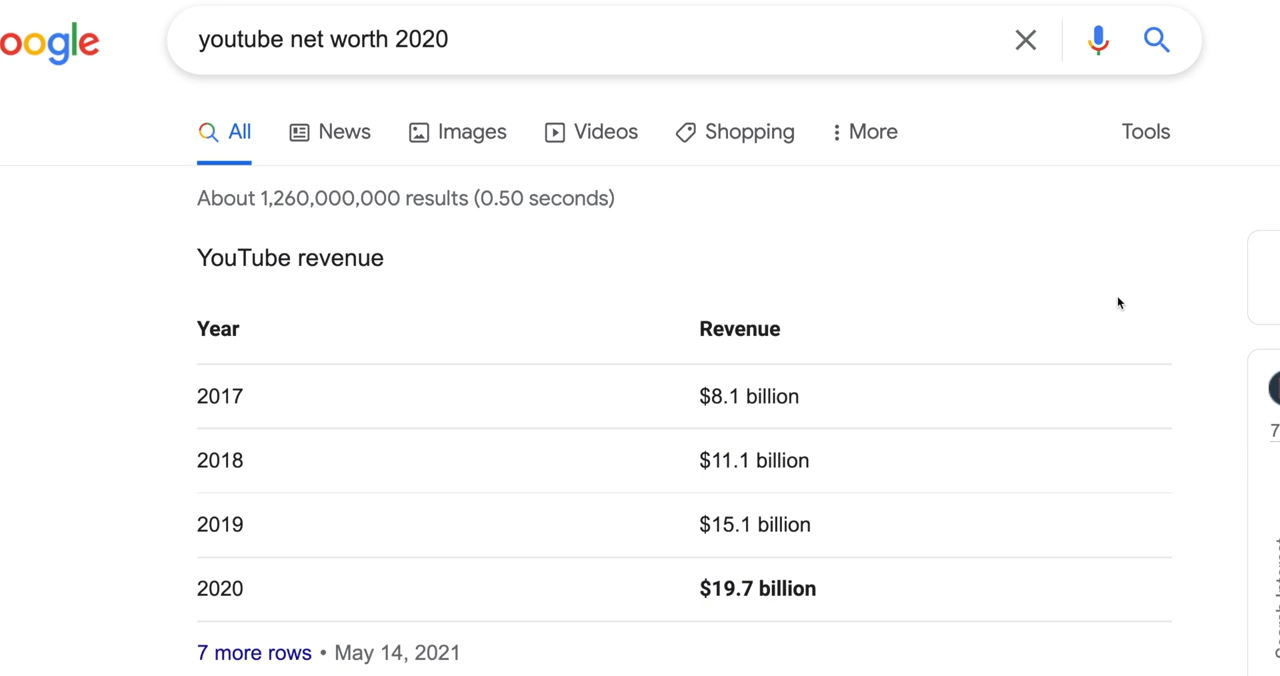 oogle
youtube net worth 2020
All News Images Videos Shopping More Tools
About 1,260,000,000 results (0.50 seconds)
YouTube revenue
Year Revenue
2017 $8.1 billion
2018 $11.1 billion
2019 $15.1 billion
2020 $19.7 billion
7 more rows • May 14, 2021
7